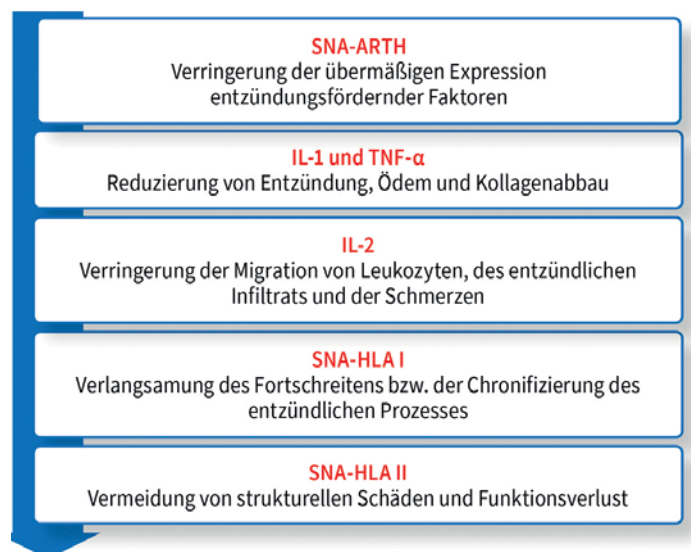 SNA-ARTH
Verringerung der übermäßigen Expression
entzündungsfördernder Faktoren
IL-1 und TNF-α
Reduzierung von Entzündung, Ödem und Kollagenabbau
IL-2
Verringerung der Migration von Leukozyten, des entzündlichen
Infiltrats und der Schmerzen
SNA-HLA I
Verlangsamung des Fortschreitens bzw. der Chronifizierung des
entzündlichen Prozesses
SNA-HLA II
Vermeidung von strukturellen Schäden und Funktionsverlust